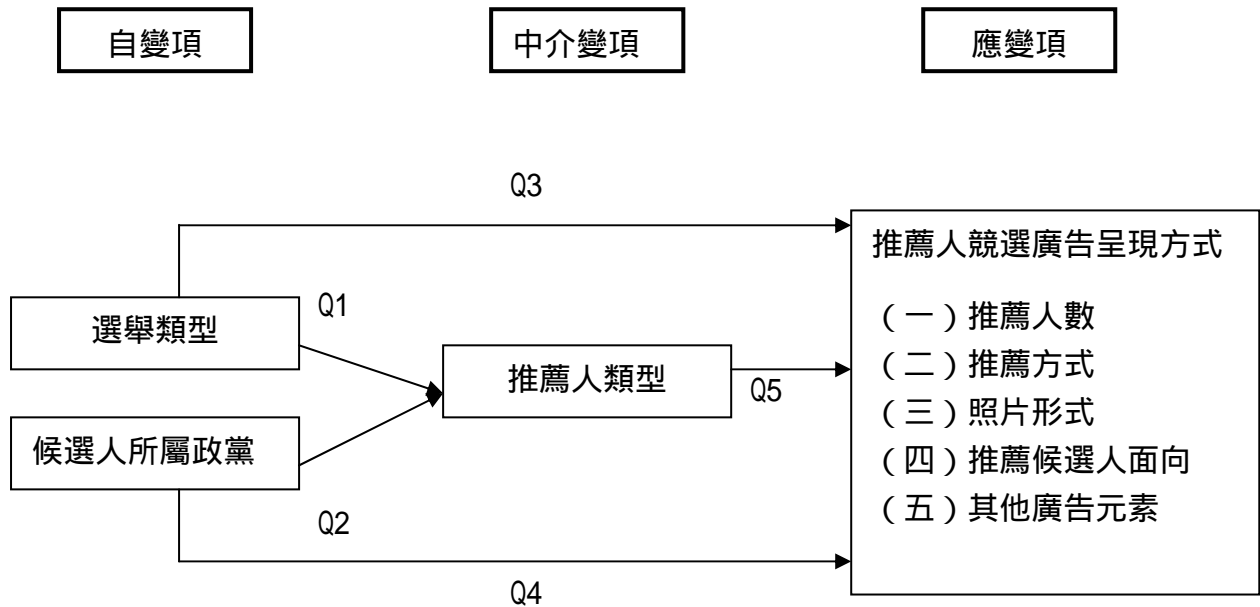 自變項
中介變項
應變項
Q3
推薦人競選廣告呈現方式
選舉類型
Q1
(一)推薦人數
推薦人類型
Q5
(二)推薦方式
(三)照片形式
候選人所屬政黨
(四)推薦候選人面向
(五)其他廣告元素
Q2
Q4